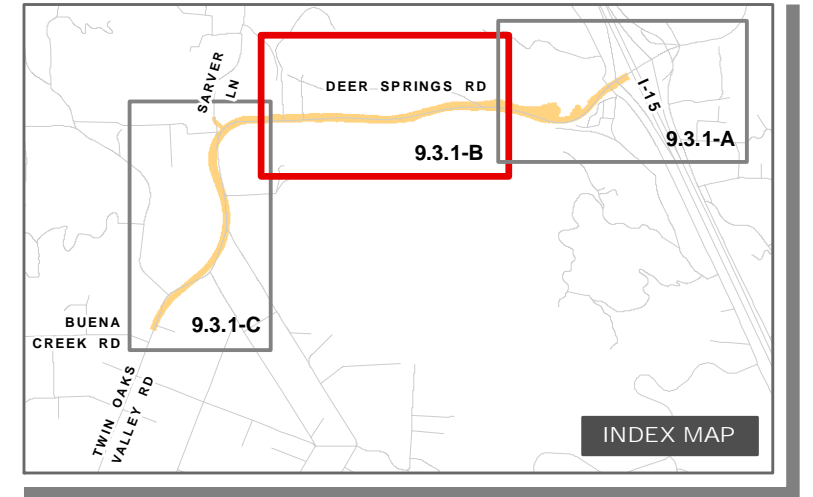 SARVER
LN
DEER SPRINGS RD
I-15
9.3.1-A
9.3.1-B
9.3.1-C
BUENA
CREEK RD
TWIN OAKS
VALLEY RD
INDEX MAP